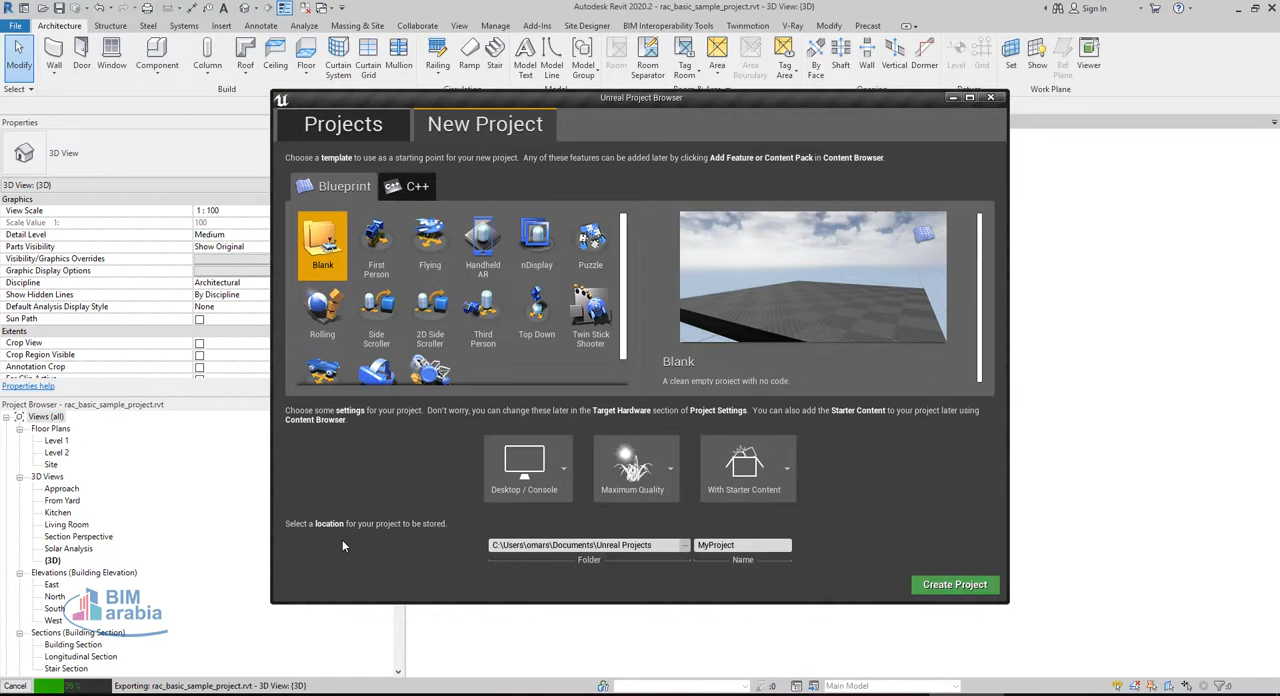 Autodesk Revit 2020.2 - rac_basic_sample_project.rvt - 3D View: {3D}
Sign In
File Architecture Structure Steel Systems Insert Annotate Analyze Massing & Site Collaborate View Manage Add-Ins Site Designer BIM Interoperability Tools Twinmotion V-Ray Modify Precast
Modify Wall Door Window Component Column Roof Ceiling Floor Curtain System Curtain Grid Mullion Railing Ramp Stair Model Text Model Line Model Group Room Room Separator Tag Room Area Area Boundary Tag Area By Face Shaft Wall Vertical Dormer Level Grid Set Show Ref Plane Viewer
Select Build Work Plane
Properties
3D View
3D View: {3D}
Graphics
View Scale 1 : 100
Scale Value 1: 100
Detail Level Medium
Parts Visibility Show Original
Visibility/Graphics Overrides
Graphic Display Options
Discipline Architectural
Show Hidden Lines By Discipline
Default Analysis Display Style None
Sun Path
Extents
Crop View
Crop Region Visible
Annotation Crop
Properties help
Project Browser - rac_basic_sample_project.rvt
Views (all)
Floor Plans
Level 1
Level 2
Site
3D Views
Approach
From Yard
Kitchen
Living Room
Section Perspective
Solar Analysis
{3D}
Elevations (Building Elevation)
East
North
South
West
Sections (Building Section)
Building Section
Longitudinal Section
Stair Section
BIM
arabia
Unreal Project Browser
Projects New Project
Choose a template to use as a starting point for your new project. Any of these features can be added later by clicking Add Feature or Content Pack in Content Browser.
Blueprint C++
Blank First Person Flying Handheld AR nDisplay Puzzle
Rolling Side Scroller 2D Side Scroller Third Person Top Down Twin Stick Shooter
Blank
A clean empty project with no code.
Choose some settings for your project. Don't worry, you can change these later in the Target Hardware section of Project Settings. You can also add the Starter Content to your project later using
Content Browser.
Desktop / Console Maximum Quality With Starter Content
Select a location for your project to be stored.
C:\Users\omars\Documents\Unreal Projects MyProject
Folder Name
Create Project
Cancel 39 % Exporting: rac_basic_sample_project.rvt - 3D View: {3D} :0 Main Model :0